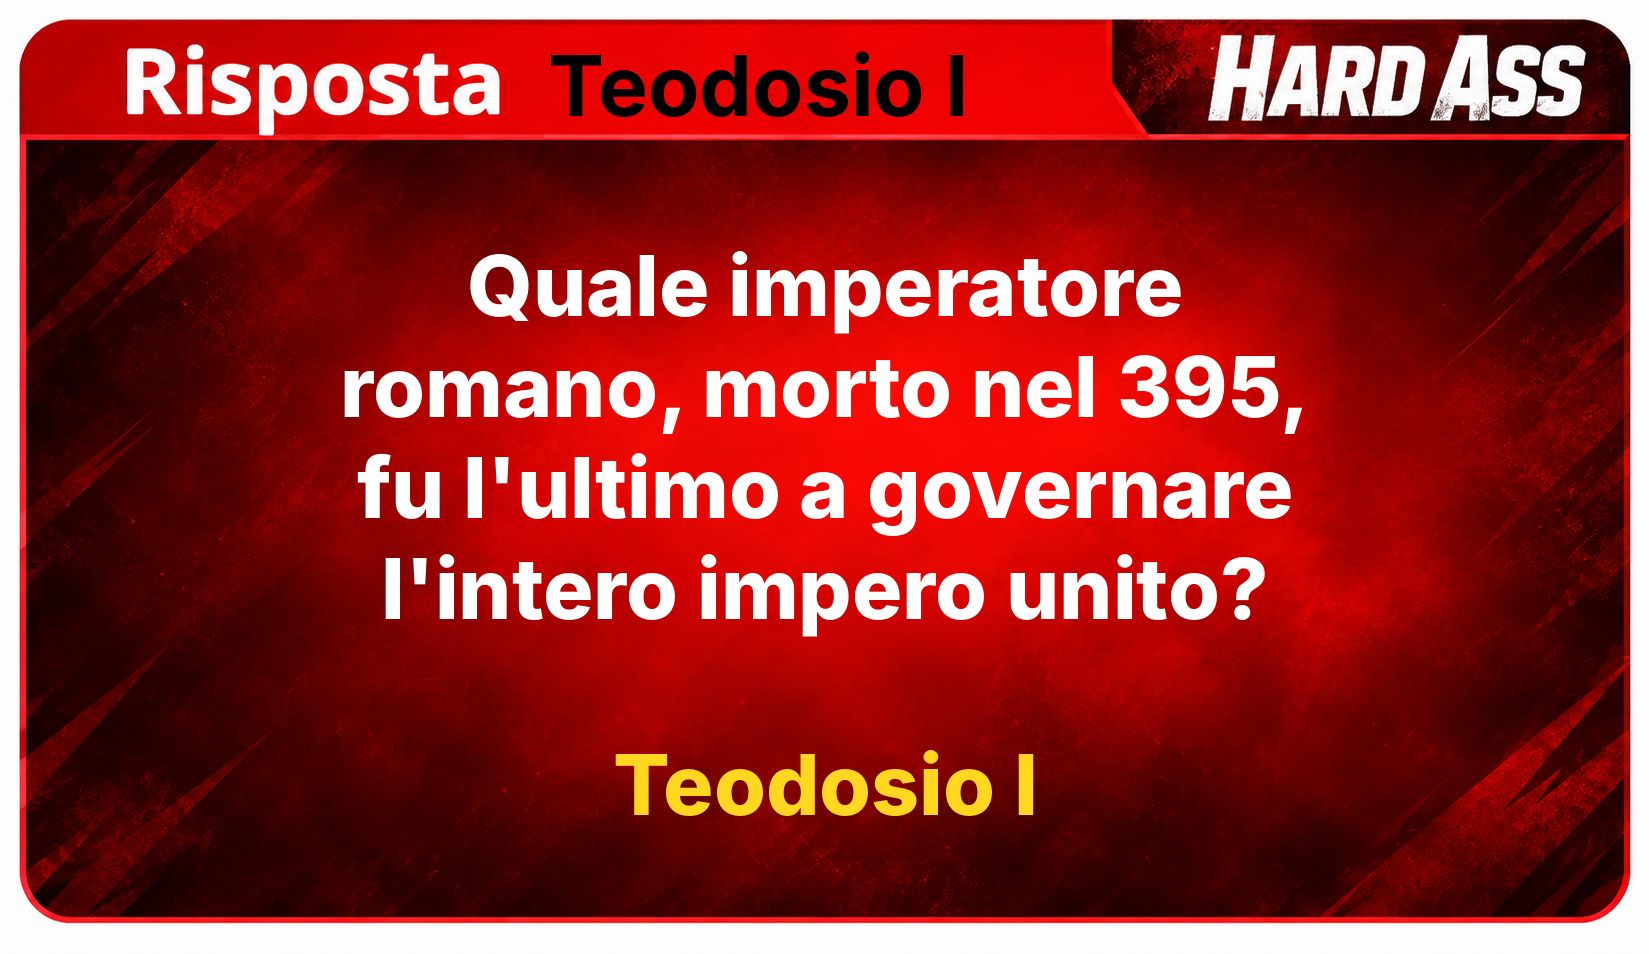 Risposta Teodosio I HARD ASS
Quale imperatore
romano, morto nel 395,
fu l'ultimo a governare
l'intero impero unito?
Teodosio I